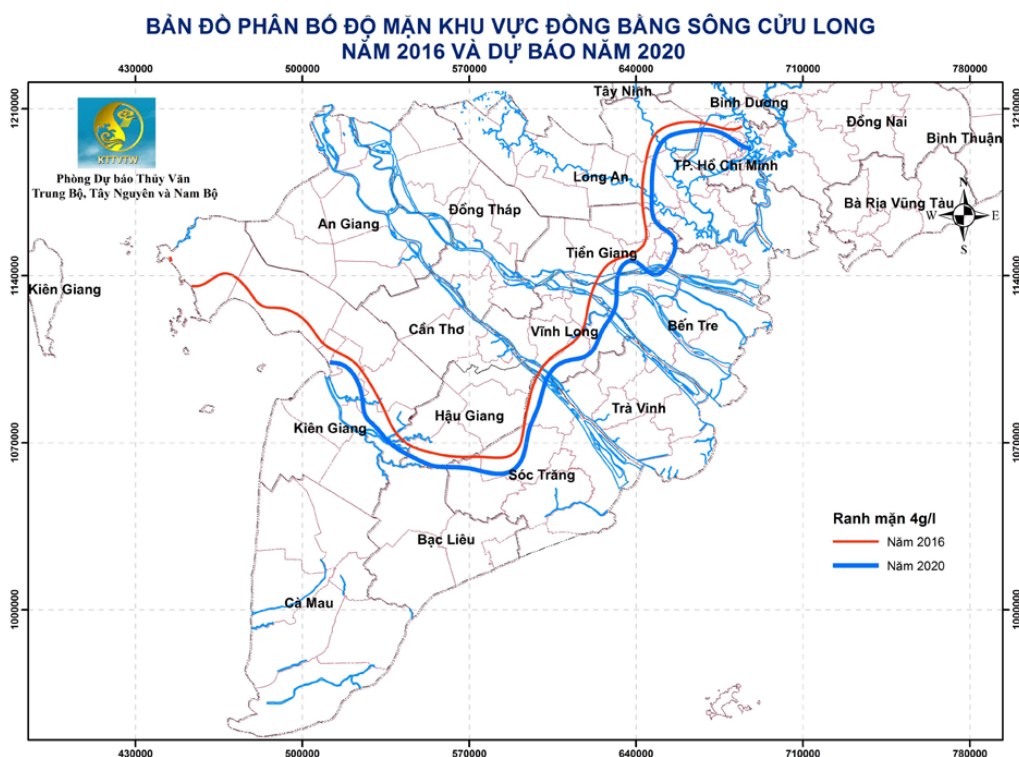 BẢN ĐỒ PHÂN BỐ ĐỘ MẶN KHU VỰC ĐỒNG BẰNG SÔNG CỬU LONG
NĂM 2016 VÀ DỰ BÁO NĂM 2020
430000 500000 570000 640000 710000 780000
1210000
1210000
KTTVTW
Phòng Dự báo Thủy Văn
Trung Bộ, Tây Nguyên và Nam Bộ
Tây Ninh
Bình Dương
Đồng Nai
Bình Thuận
TP. Hồ Chí Minh
Long An
Bà Rịa Vũng Tàu
N
W E
S
An Giang
Đồng Tháp
Tiền Giang
1140000
1140000
Kiên Giang
Cần Thơ
Vĩnh Long
Bến Tre
Trà Vinh
Hậu Giang
Kiên Giang
1070000
1070000
Sóc Trăng
Bạc Liêu
Ranh mặn 4g/l
Năm 2016
Năm 2020
Cà Mau
1000000
1000000
430000 500000 570000 640000 710000 780000